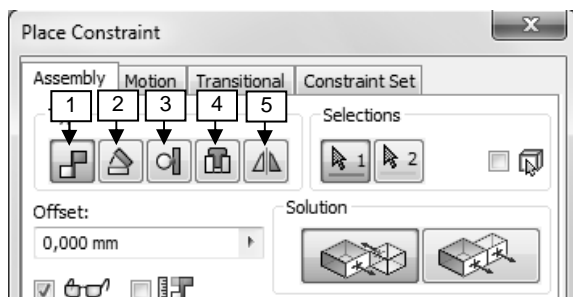 Place Constraint
X
Assembly Motion Transitional Constraint Set
1 2 3 4 5
Selections
1 2
Offset:
Solution
0,000 mm